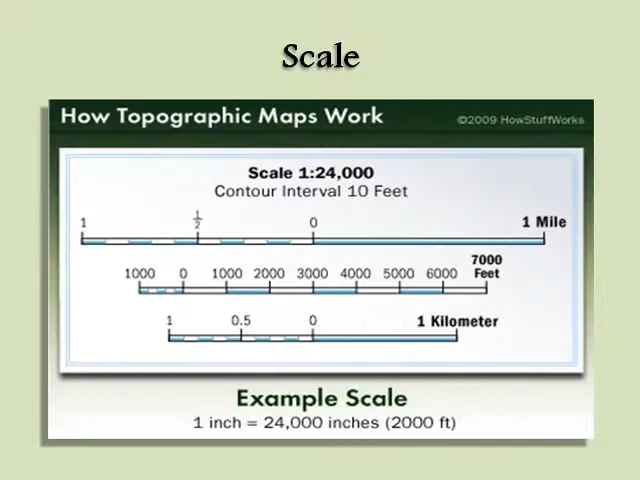 Scale
How Topographic Maps Work ©2009 HowStuffWorks
Scale 1:24,000
Contour Interval 10 Feet
1 ½ 0 1 Mile
7000
1000 0 1000 2000 3000 4000 5000 6000 Feet
1 0.5 0 1 Kilometer
Example Scale
1 inch = 24,000 inches (2000 ft)